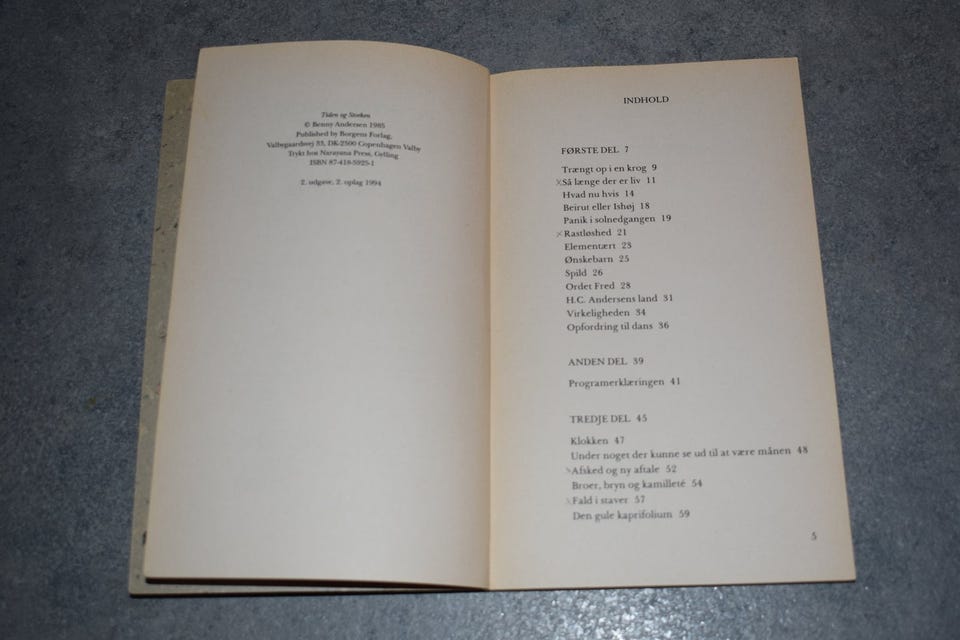 Tiden og Storken
© Benny Andersen 1985
Published by Borgens Forlag,
Valbygaardsvej 33, DK-2500 Copenhagen Valby
Trykt hos Narayana Press, Gylling
ISBN 87-418-5925-1
2. udgave, 2. oplag 1994
INDHOLD
FØRSTE DEL 7
Trængt op i en krog 9
×Så længe der er liv 11
Hvad nu hvis 14
Beirut eller Ishøj 18
Panik i solnedgangen 19
×Rastløshed 21
Elementært 23
Ønskebarn 25
Spild 26
Ordet Fred 28
H.C. Andersens land 31
Virkeligheden 34
Opfordring til dans 36
ANDEN DEL 39
Programerklæringen 41
TREDJE DEL 45
Klokken 47
Under noget der kunne se ud til at være månen 48
×Afsked og ny aftale 52
Broer, bryn og kamilleté 54
×Fald i staver 57
Den gule kaprifolium 59
5